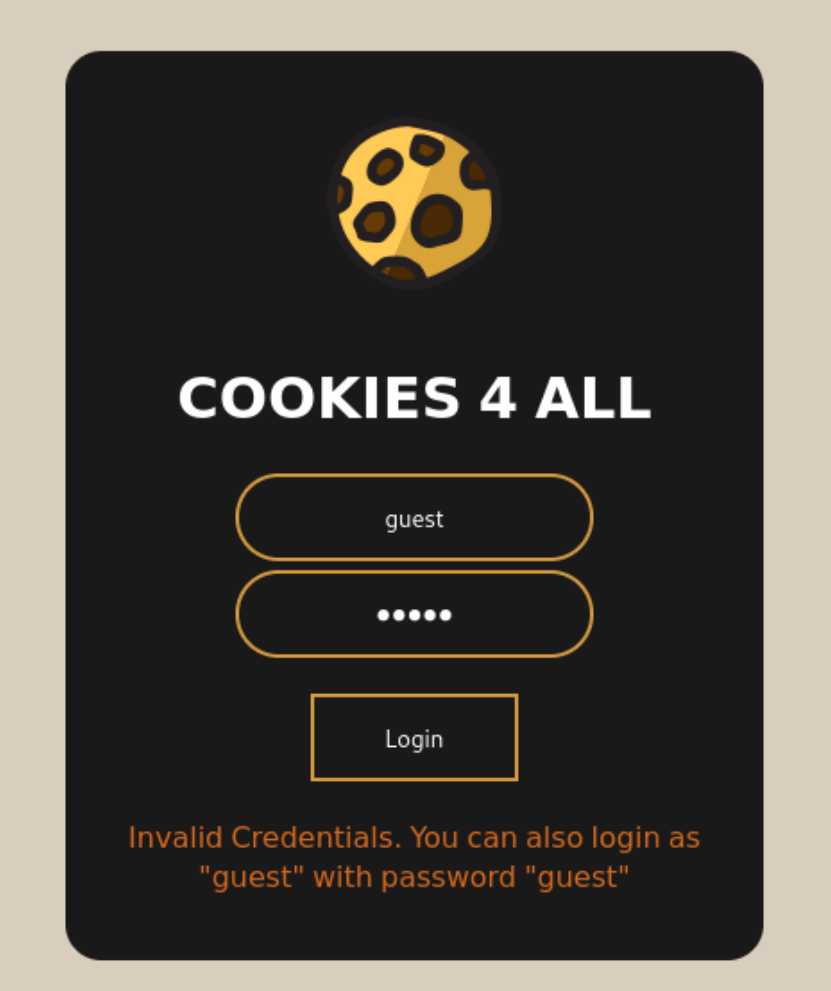 COOKIES 4 ALL
guest
•••••
Login
Invalid Credentials. You can also login as
"guest" with password "guest"